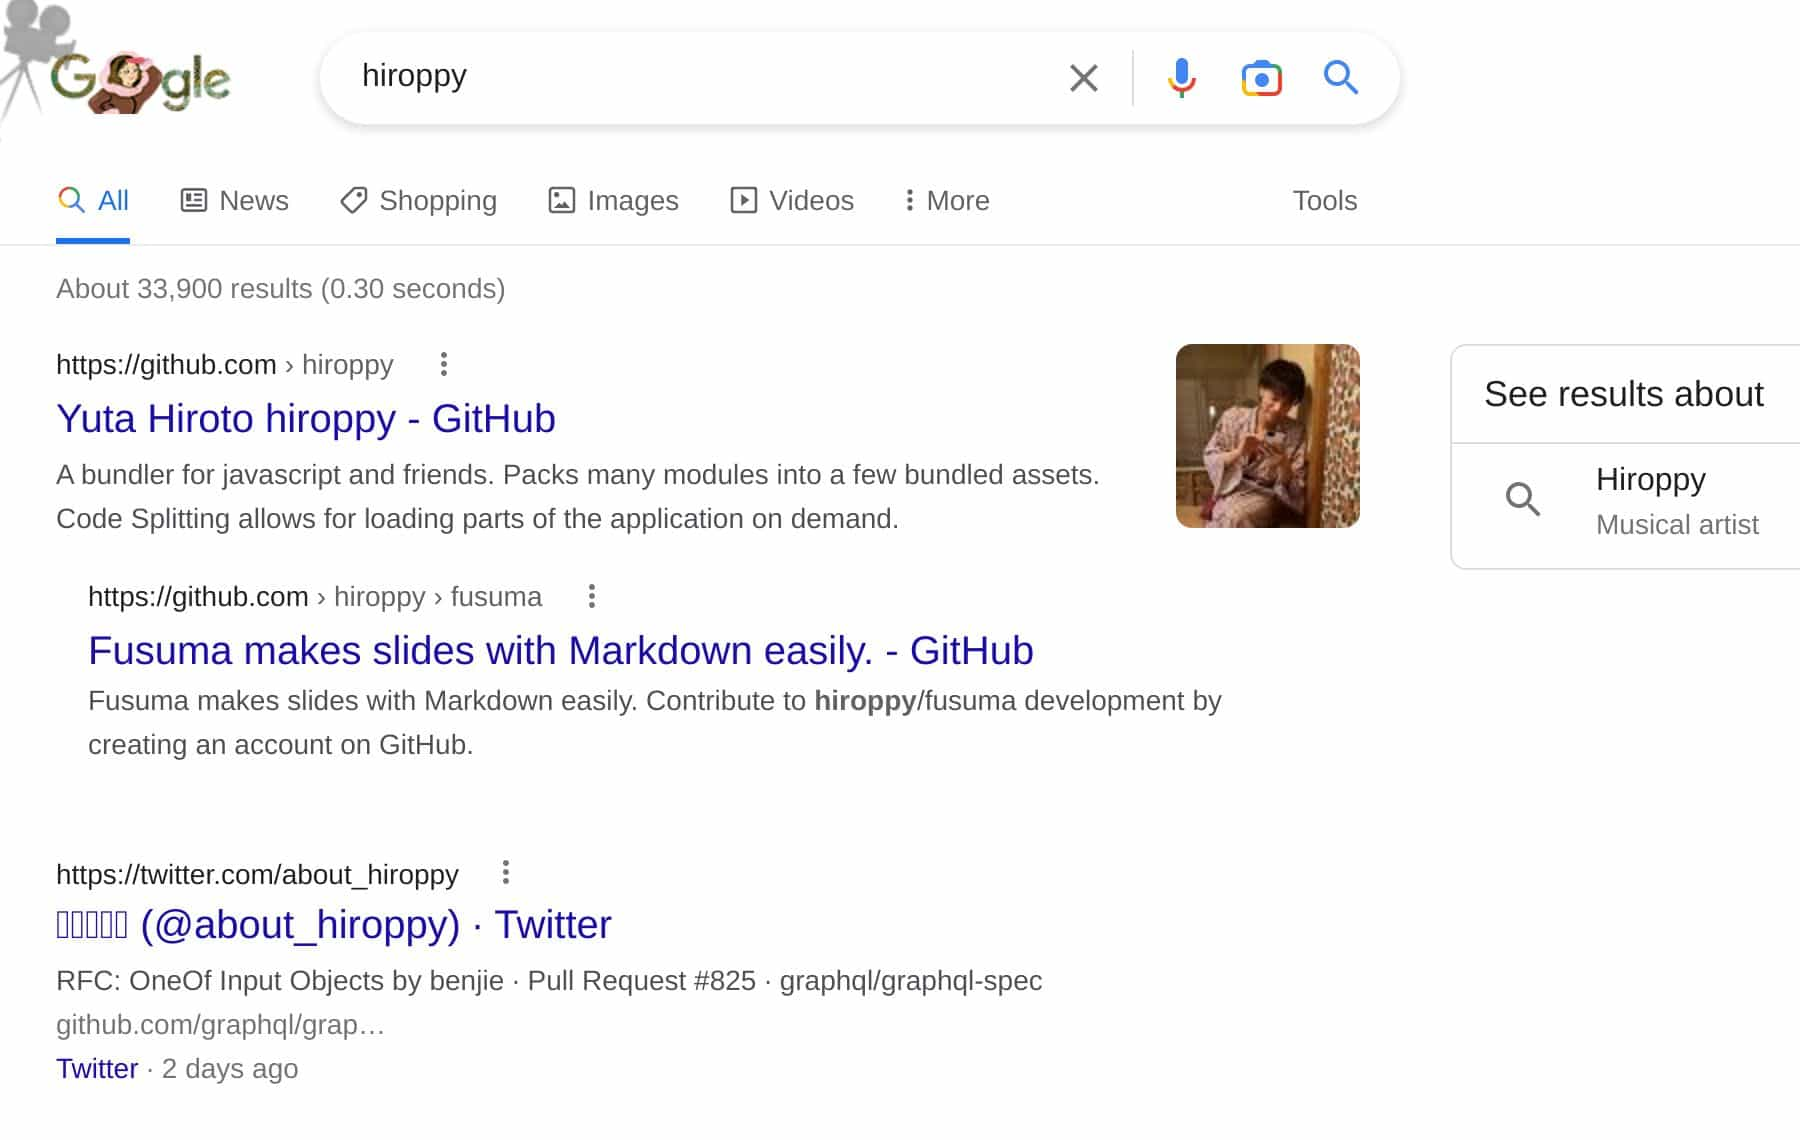 Google
hiroppy
All
News
Shopping
Images
Videos
More
Tools
About 33,900 results (0.30 seconds)
https://github.com › hiroppy
Yuta Hiroto hiroppy - GitHub
A bundler for javascript and friends. Packs many modules into a few bundled assets.
Code Splitting allows for loading parts of the application on demand.
https://github.com › hiroppy › fusuma
Fusuma makes slides with Markdown easily. - GitHub
Fusuma makes slides with Markdown easily. Contribute to hiroppy/fusuma development by
creating an account on GitHub.
https://twitter.com/about_hiroppy
(@about_hiroppy) · Twitter
RFC: OneOf Input Objects by benjie · Pull Request #825 · graphql/graphql-spec
github.com/graphql/grap…
Twitter · 2 days ago
See results about
Hiroppy
Musical artist